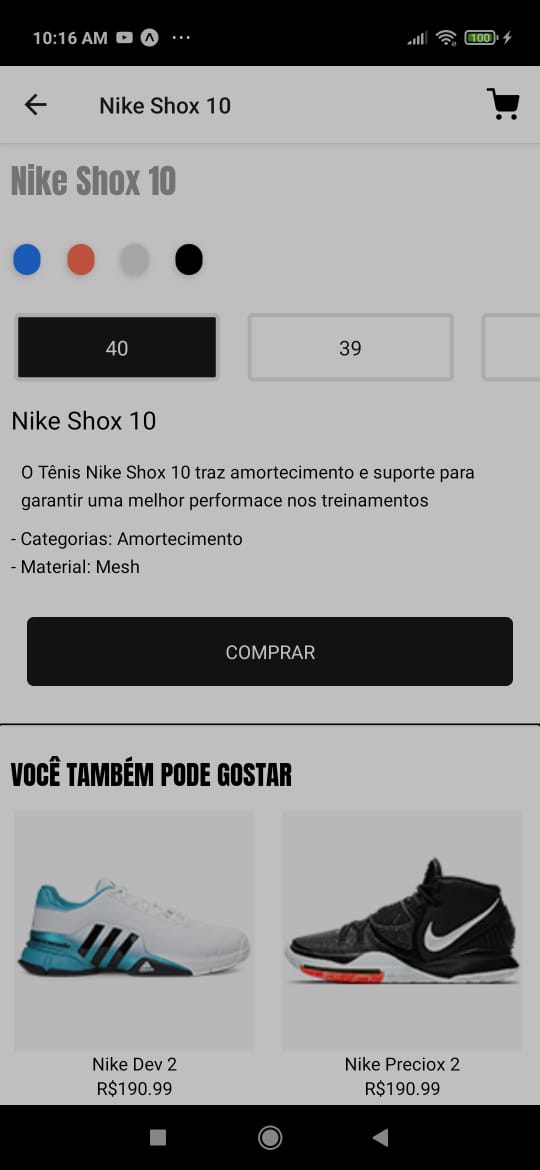 10:16 AM
100
Nike Shox 10
Nike Shox 10
40
39
Nike Shox 10
O Tênis Nike Shox 10 traz amortecimento e suporte para
garantir uma melhor performace nos treinamentos
- Categorias: Amortecimento
- Material: Mesh
COMPRAR
VOCÊ TAMBÉM PODE GOSTAR
Nike Dev 2
Nike Preciox 2
R$190.99
R$190.99